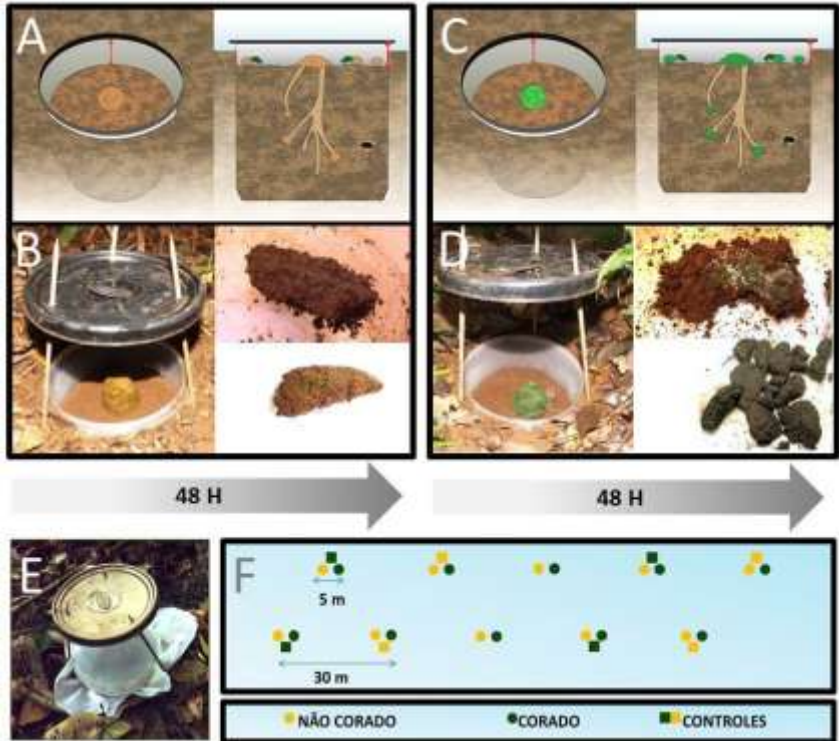 A
C
B
D
48 H
48 H
E
F
5 m
30 m
NÃO CORADO
CORADO
CONTROLES